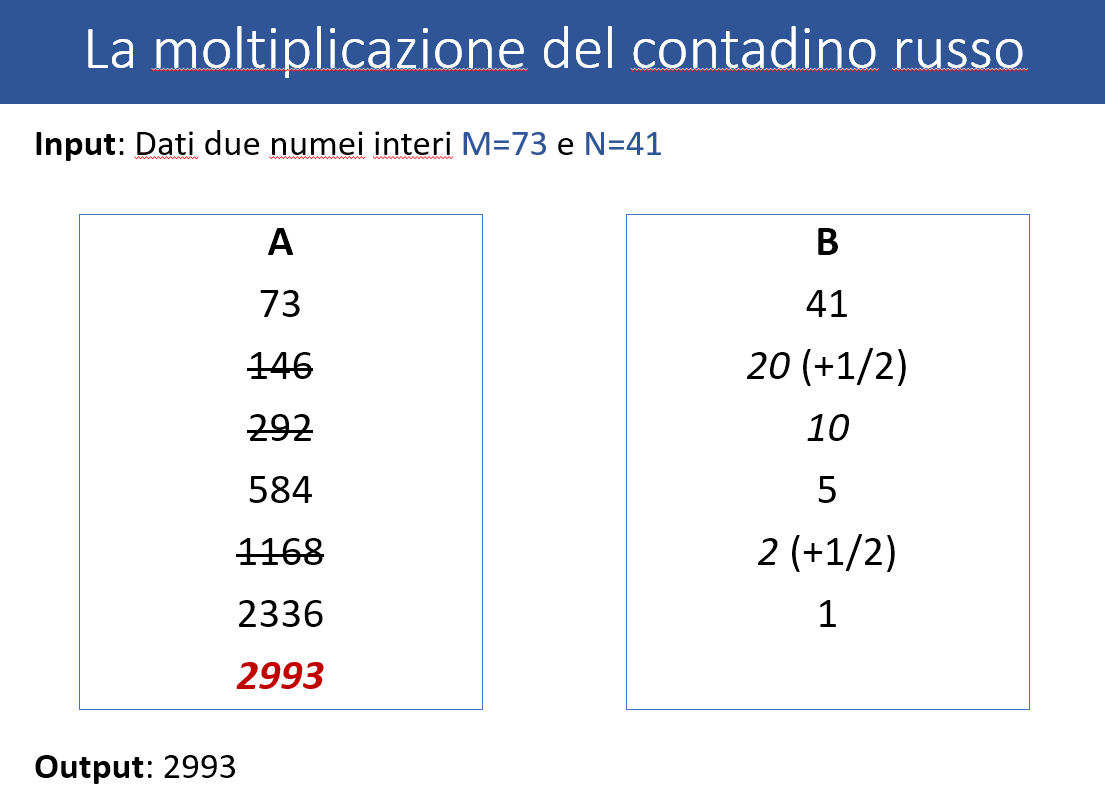 La moltiplicazione del contadino russo
Input: Dati due numei interi M=73 e N=41
A
73
146
292
584
1168
2336
2993
B
41
20 (+1/2)
10
5
2 (+1/2)
1
Output: 2993